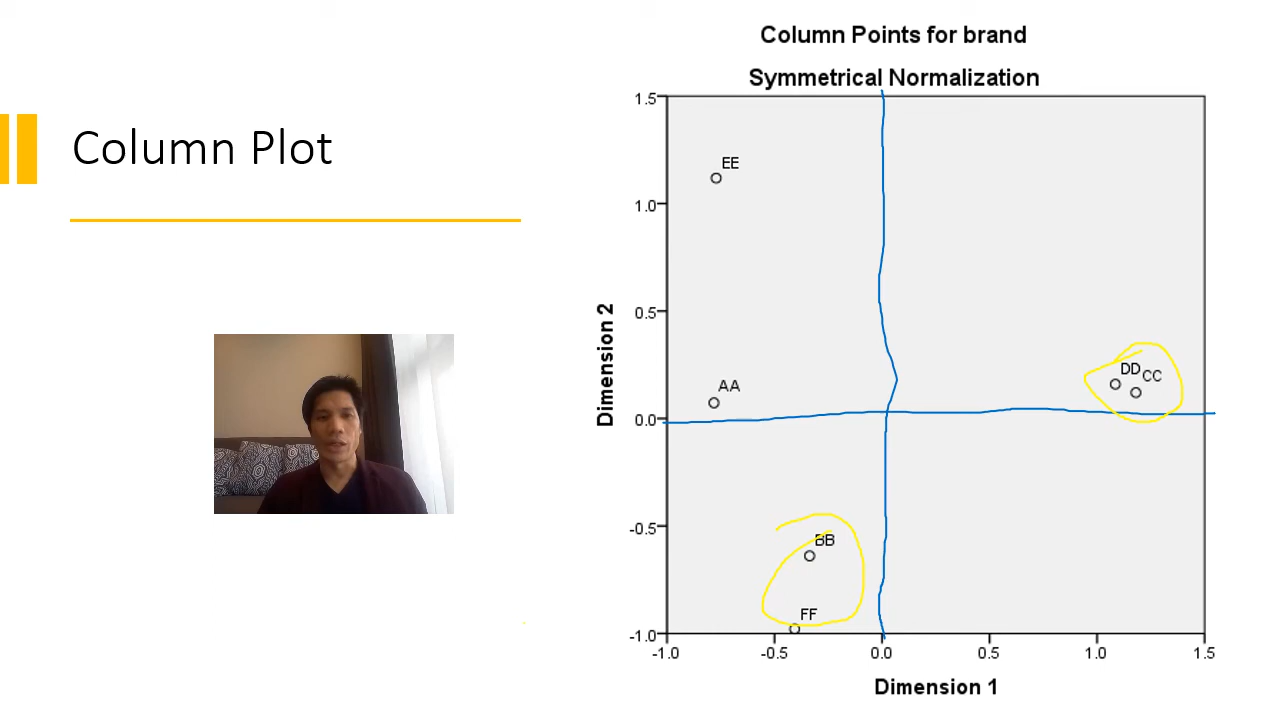 Column Plot
Column Points for brand
Symmetrical Normalization
1.5
1.0
0.5
0.0
-0.5
-1.0
Dimension 2
EE
AA
DD
CC
BB
FF
-1.0 -0.5 0.0 0.5 1.0 1.5
Dimension 1